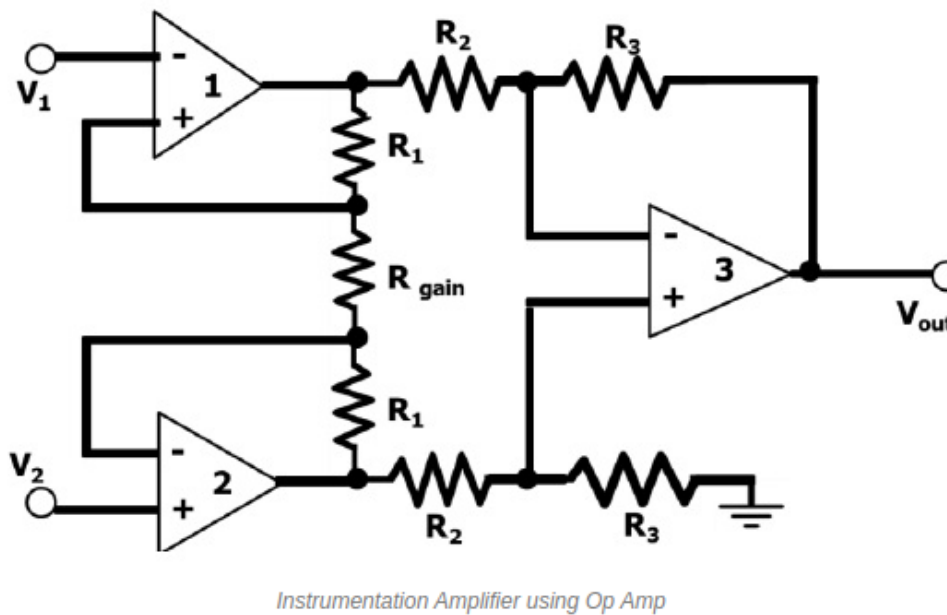 R2
R3
-
1
V1
+
R1
-
3
R gain
+
Vout
R1
-
V2
2
+
R2
R3
Instrumentation Amplifier using Op Amp